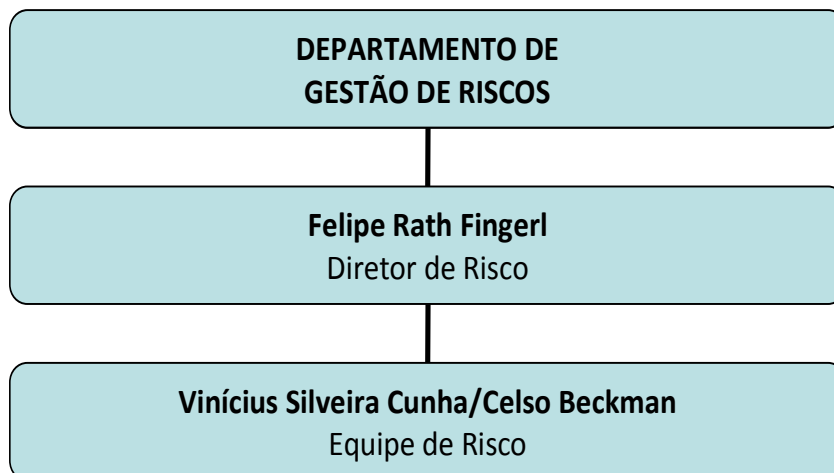 DEPARTAMENTO DE
GESTÃO DE RISCOS
Felipe Rath Fingerl
Diretor de Risco
Vinícius Silveira Cunha/Celso Beckman
Equipe de Risco